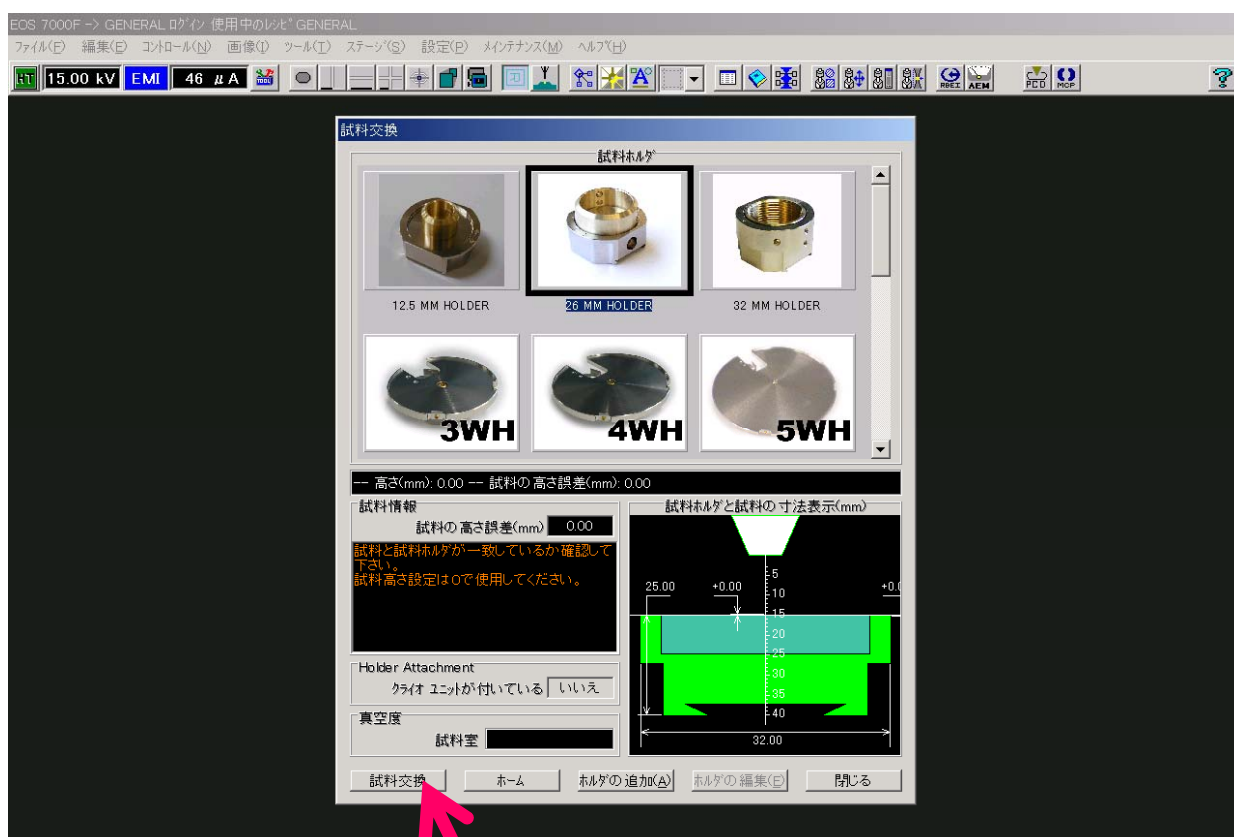 EOS 7000F -> GENERAL ログイン 使用中のレシピ GENERAL
ファイル(F) 編集(E) コントロール(N) 画像(I) ツール(T) ステージ(S) 設定(P) メインテナンス(M) ヘルプ(H)
HT 15.00 kV EMI 46 μA
RBEI AEM PCD MCP
試料交換
試料ホルダ
12.5 MM HOLDER 26 MM HOLDER 32 MM HOLDER
3WH 4WH 5WH
-- 高さ(mm): 0.00 -- 試料の高さ誤差(mm): 0.00
試料情報
試料の高さ誤差(mm) 0.00
試料と試料ホルダが一致しているか確認して
下さい。
試料高さ設定は0で使用してください。
Holder Attachment
クライオ ユニットが付いている いいえ
真空度
試料室
試料ホルダと試料の寸法表示(mm)
5
25.00 +0.00 10 +0.0
15
20
25
30
35
40
32.00
試料交換 ホーム ホルダの追加(A) ホルダの編集(E) 閉じる